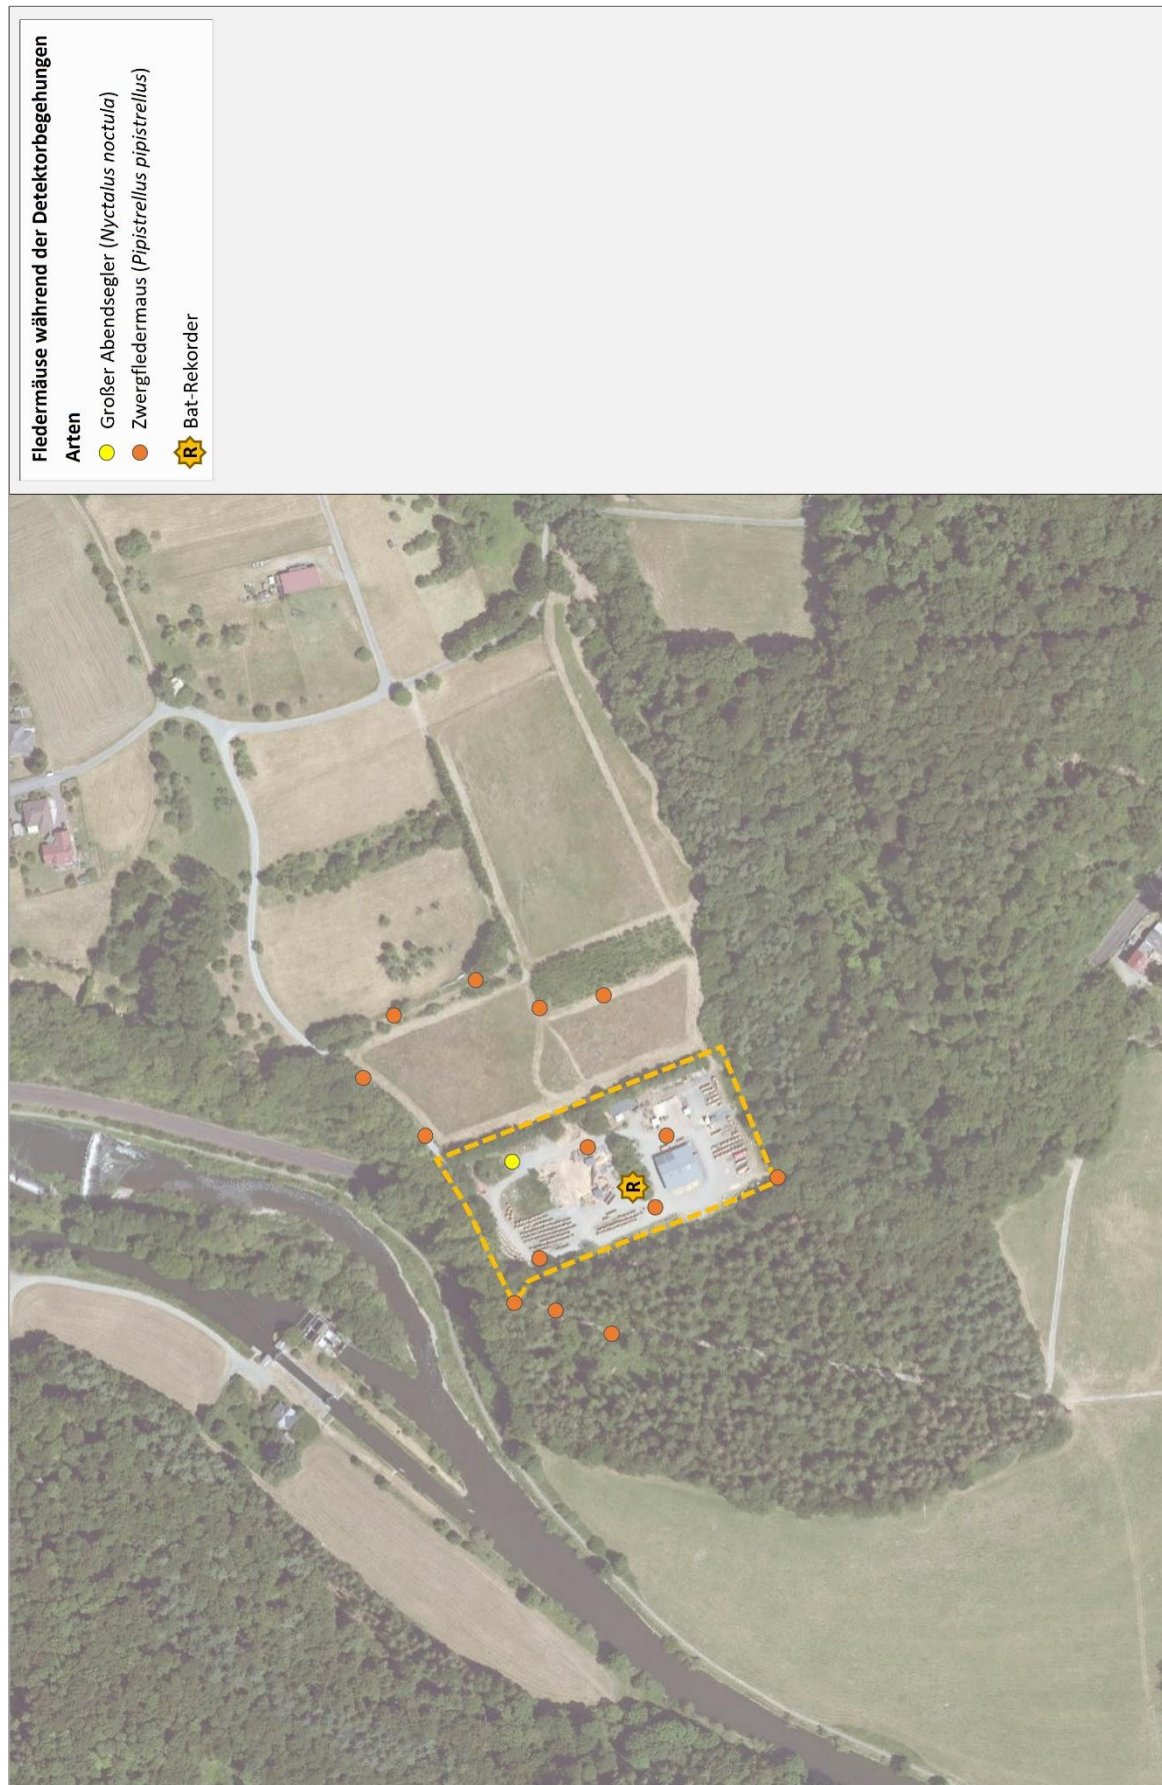 Fledermäuse während der Detektorbegehungen
Arten
Großer Abendsegler (Nyctalus noctula)
Zwergfledermaus (Pipistrellus pipistrellus)
R Bat-Rekorder
R